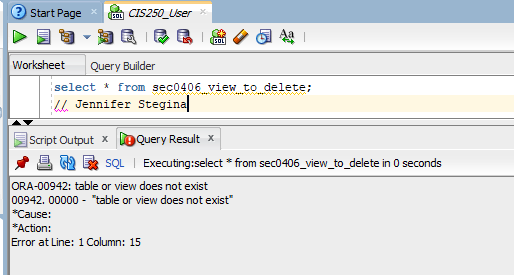 Start Page × CIS250_User ×
SQL Aa
Worksheet Query Builder
select * from sec0406_view_to_delete;
// Jennifer Stegina
Script Output × Query Result ×
SQL | Executing:select * from sec0406_view_to_delete in 0 seconds
ORA-00942: table or view does not exist
00942. 00000 - "table or view does not exist"
*Cause:
*Action:
Error at Line: 1 Column: 15